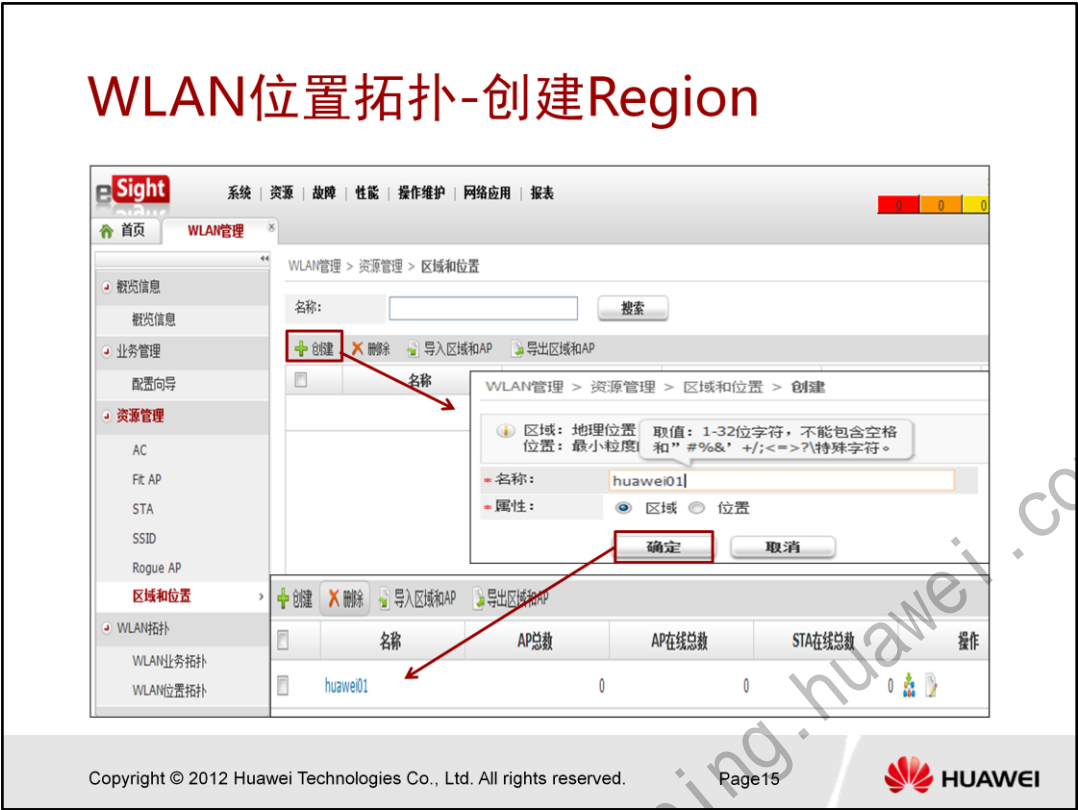 WLAN位置拓扑-创建Region
eSight
系统 | 资源 | 故障 | 性能 | 操作维护 | 网络应用 | 报表
0 0 0
首页 WLAN管理 ×
WLAN管理 > 资源管理 > 区域和位置
概览信息
概览信息
业务管理
配置向导
资源管理
AC
Fit AP
STA
SSID
Rogue AP
区域和位置
WLAN拓扑
WLAN业务拓扑
WLAN位置拓扑
名称: 搜索
创建 删除 导入区域和AP 导出区域和AP
名称
WLAN管理 > 资源管理 > 区域和位置 > 创建
区域: 地理位置
位置: 最小粒度
取值: 1-32位字符, 不能包含空格
和" #%&' +/;<=>?\特殊字符。
*名称: huawei01
*属性: 区域 位置
确定 取消
创建 删除 导入区域和AP 导出区域和AP
名称 AP总数 AP在线总数 STA在线总数 操作
huawei01 0 0 0
Copyright © 2012 Huawei Technologies Co., Ltd. All rights reserved. Page15
HUAWEI
ning.huawei.co